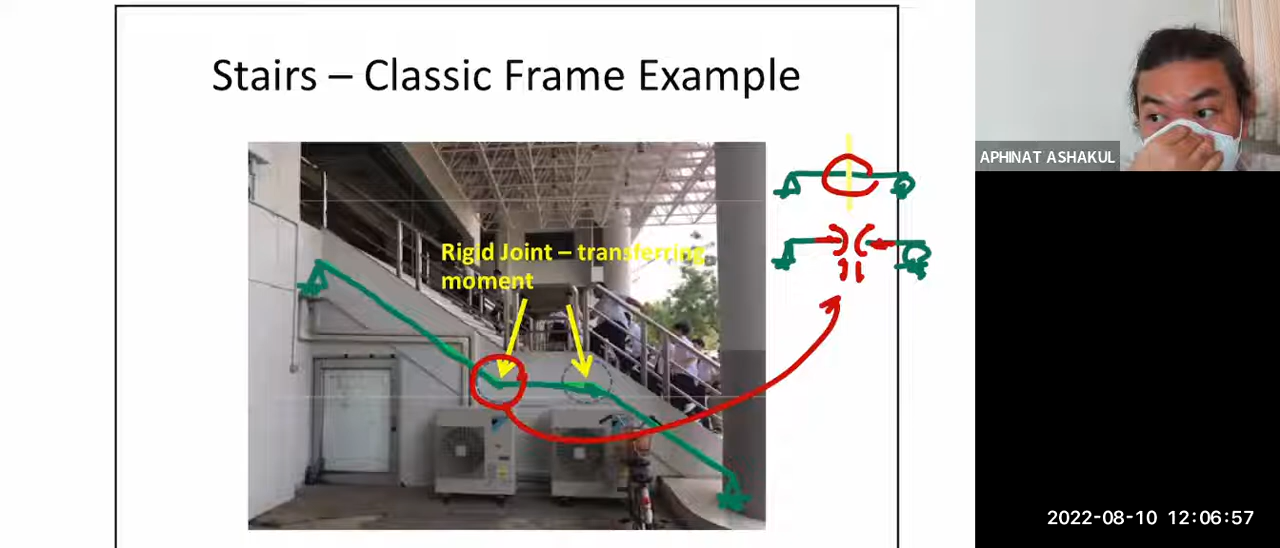 Stairs – Classic Frame Example
Rigid Joint – transferring
moment
APHINAT ASHAKUL
2022-08-10 12:06:57